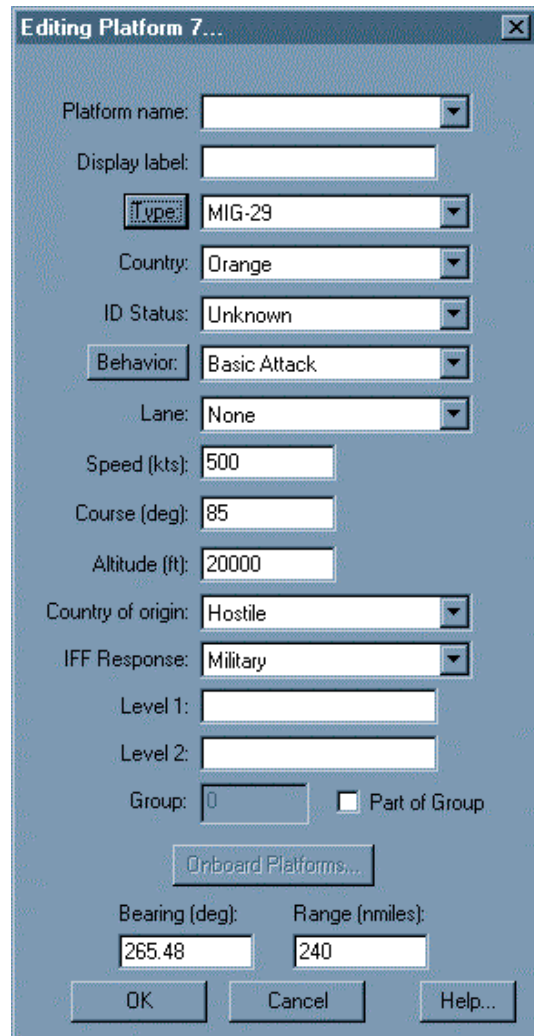 Editing Platform 7...
Platform name:
Display label:
Type: MIG-29
Country: Orange
ID Status: Unknown
Behavior: Basic Attack
Lane: None
Speed (kts): 500
Course (deg): 85
Altitude (ft): 20000
Country of origin: Hostile
IFF Response: Military
Level 1:
Level 2:
Group: 0 Part of Group
Onboard Platforms...
Bearing (deg): Range (nmiles):
265.48 240
OK Cancel Help...